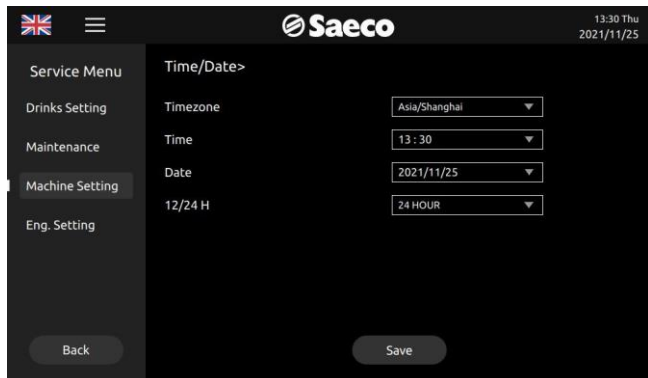 Saeco
13:30 Thu
2021/11/25
Service Menu
Drinks Setting
Maintenance
Machine Setting
Eng. Setting
Back
Time/Date>
Timezone Asia/Shanghai
Time 13 : 30
Date 2021/11/25
12/24 H 24 HOUR
Save